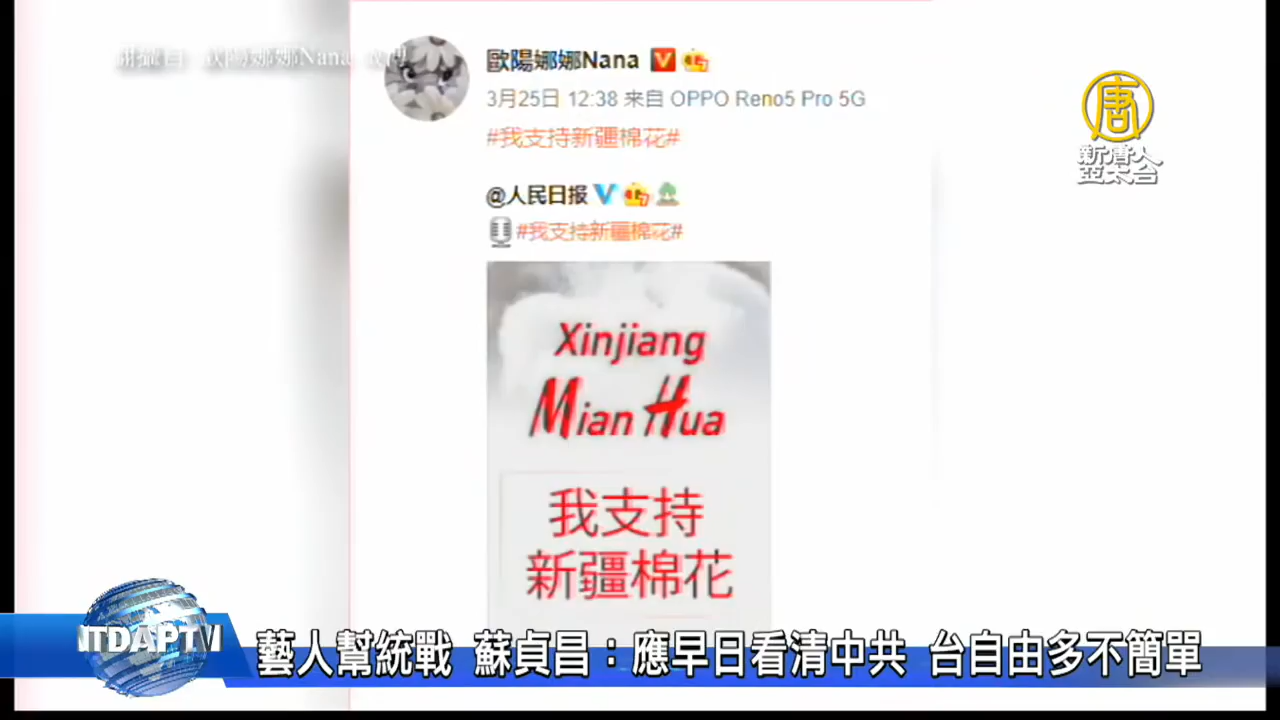 歐陽娜娜Nana
3月25日 12:38 来自 OPPO Reno5 Pro 5G
#我支持新疆棉花#
@人民日报
#我支持新疆棉花#
Xinjiang
Mian Hua
我支持
新疆棉花
唐
新唐人
亞太台
NTDAPTV
藝人幫統戰 蘇貞昌：應早日看清中共 台自由多不簡單